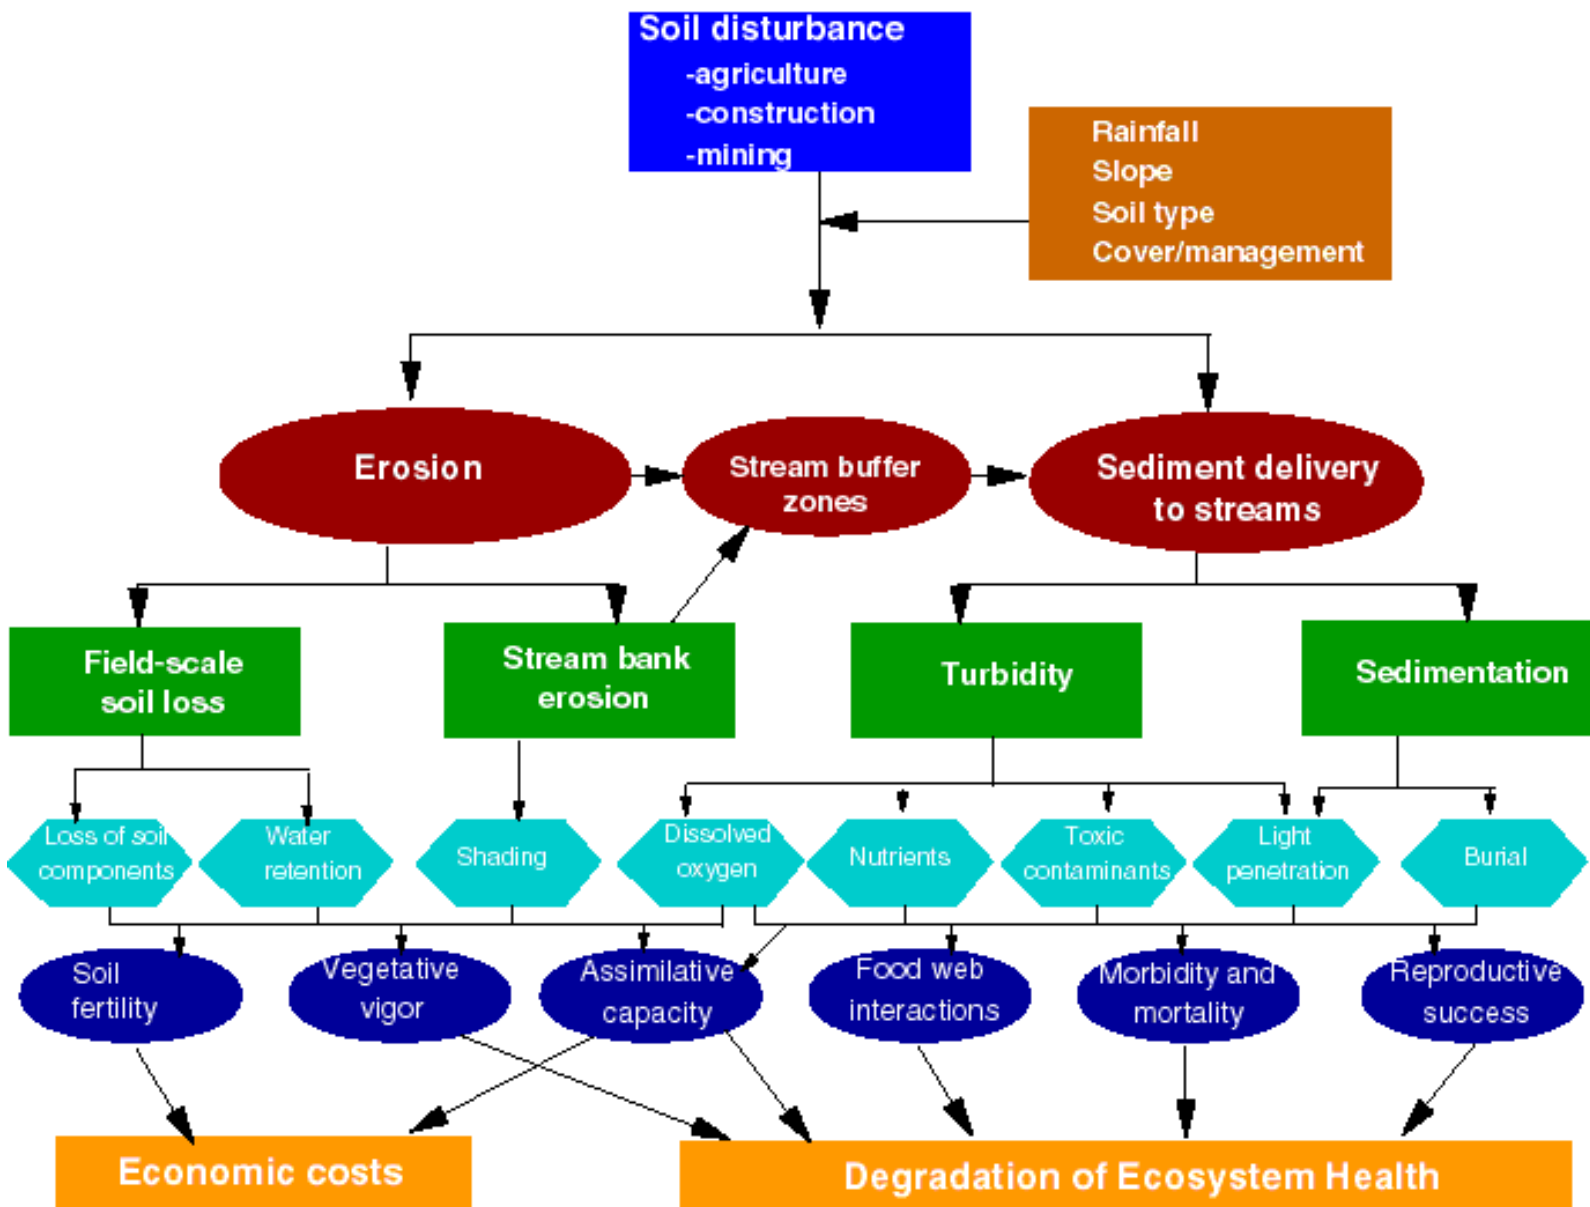 Soil disturbance
-agriculture
-construction
-mining
Rainfall
Slope
Soil type
Cover/management
Erosion
Stream buffer
zones
Sediment delivery
to streams
Field-scale
soil loss
Stream bank
erosion
Turbidity
Sedimentation
Loss of soil
components
Water
retention
Shading
Dissolved
oxygen
Nutrients
Toxic
contaminants
Light
penetration
Burial
Soil
fertility
Vegetative
vigor
Assimilative
capacity
Food web
interactions
Morbidity and
mortality
Reproductive
success
Economic costs
Degradation of Ecosystem Health